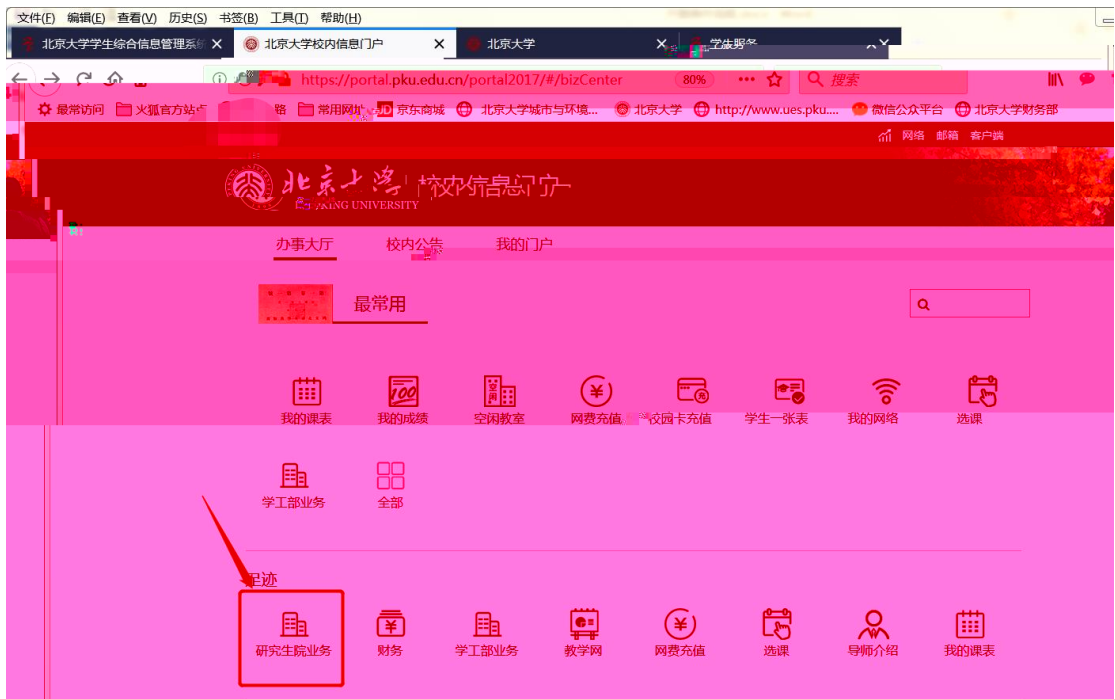 文件(F) 编辑(E) 查看(V) 历史(S) 书签(B) 工具(T) 帮助(H)
北京大学学生综合信息管理系统 北京大学校内信息门户 北京大学
https://portal.pku.edu.cn/portal2017/#/bizCenter 80% 搜索
最常访问 火狐官方站点 常用网址 JD 京东商城 北京大学城市与环境... 北京大学 http://www.ues.pku.... 微信公众平台 北京大学财务部
网络 邮箱 客户端
北京大学 校内信息门户
PEKING UNIVERSITY
办事大厅 校内公告 我的门户
最常用
我的课表 我的成绩 空闲教室 网费充值 校园卡充值 学生一张表 我的网络 选课
学工部业务 全部
足迹
研究生院业务 财务 学工部业务 教学网 网费充值 选课 导师介绍 我的课表